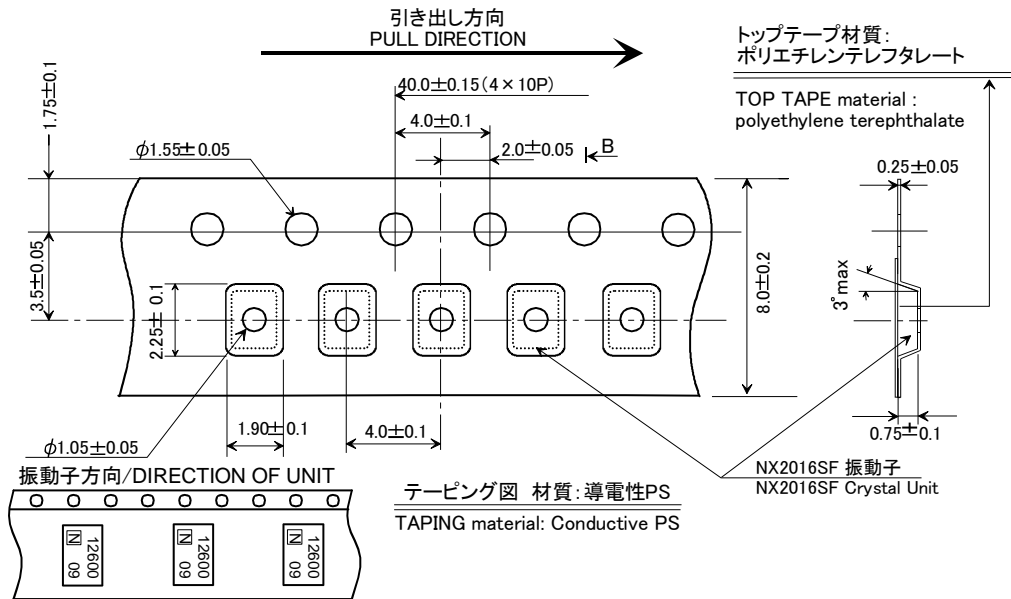 引き出し方向
PULL DIRECTION
トップテープ材質:
ポリエチレンテレフタレート
TOP TAPE material :
polyethylene terephthalate
1.75±0.1
40.0±0.15(4×10P)
4.0±0.1
φ1.55±0.05
2.0±0.05
B
0.25±0.05
3.5±0.05
2.25±0.1
8.0±0.2
3°max
φ1.05±0.05
1.90±0.1
4.0±0.1
0.75±0.1
振動子方向/DIRECTION OF UNIT
テーピング図 材質:導電性PS
TAPING material: Conductive PS
NX2016SF 振動子
NX2016SF Crystal Unit
12600
N 09
12600
N 09
12600
N 09